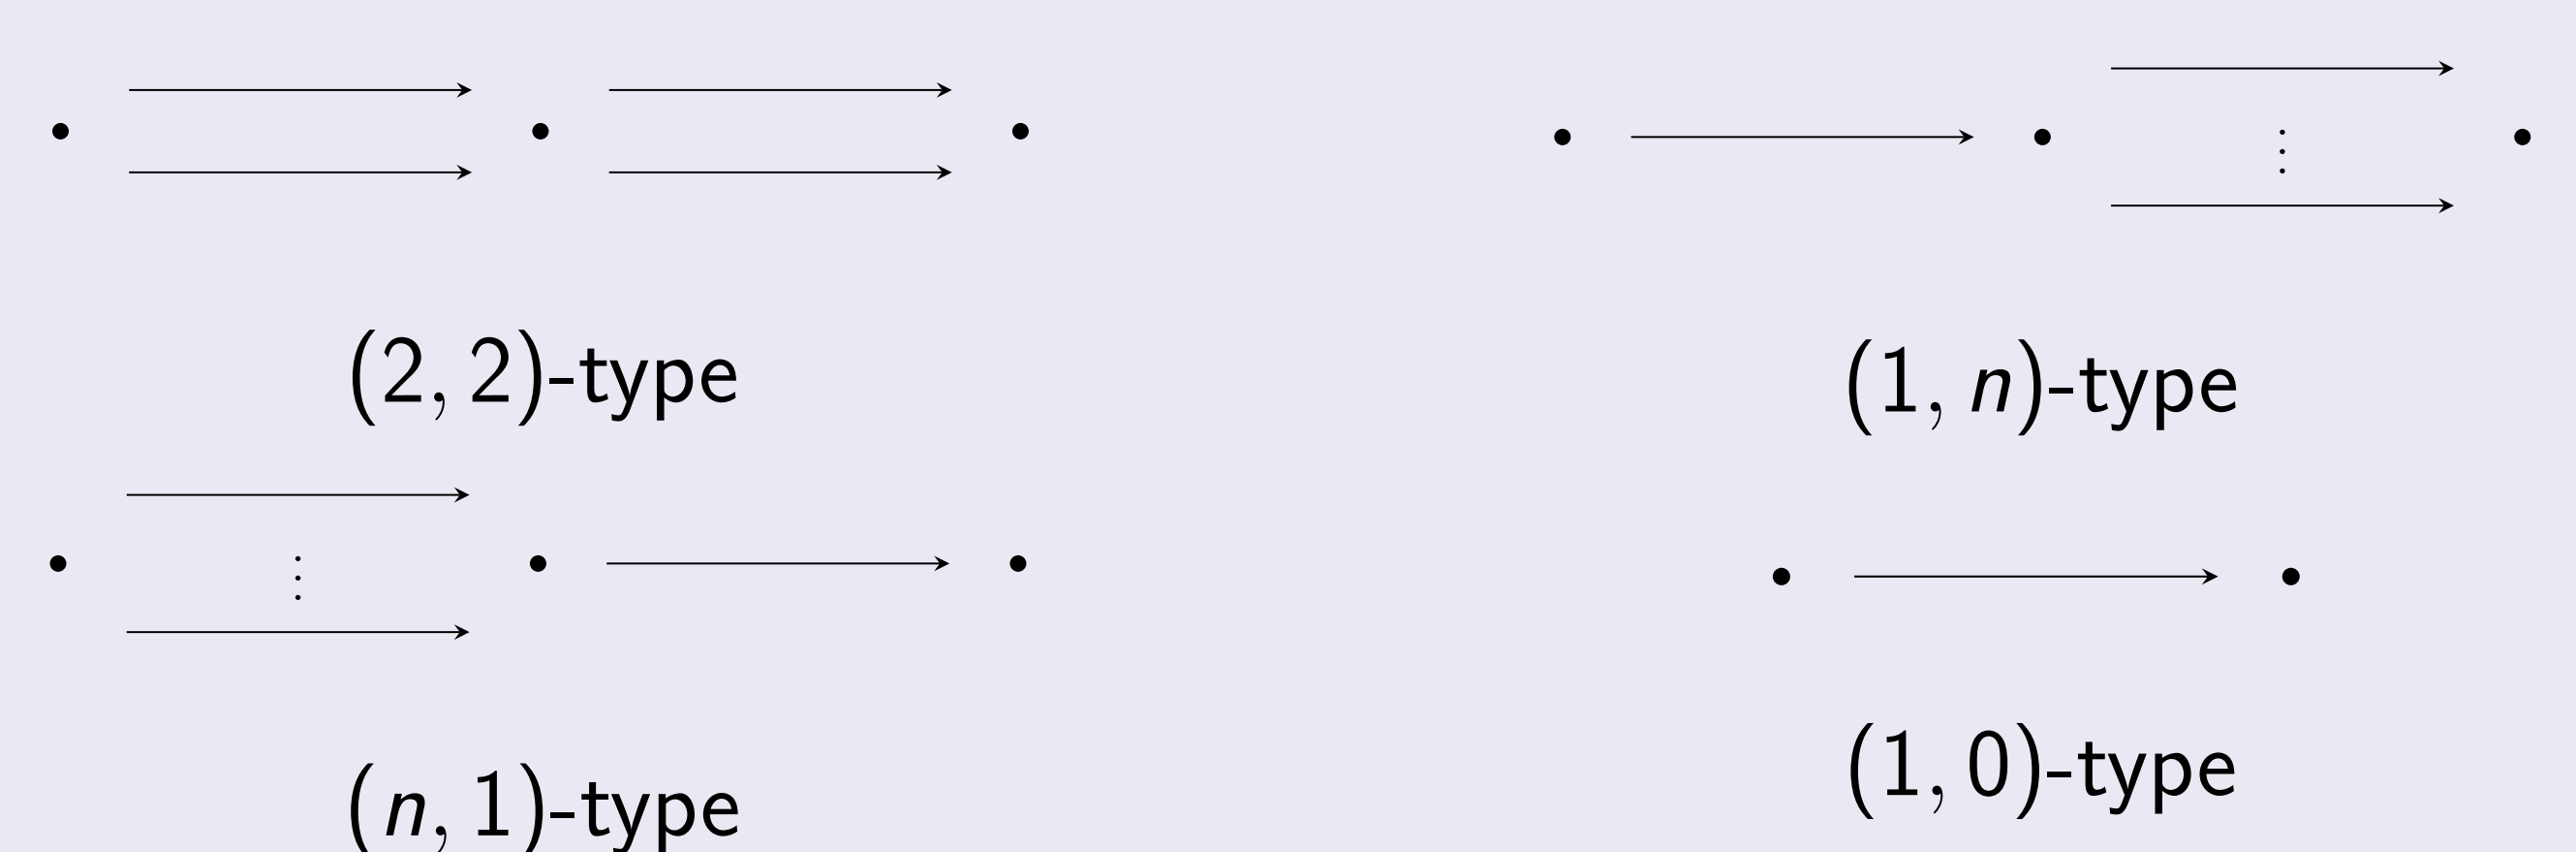 (2, 2)-type
(1, n)-type
(n, 1)-type
(1, 0)-type